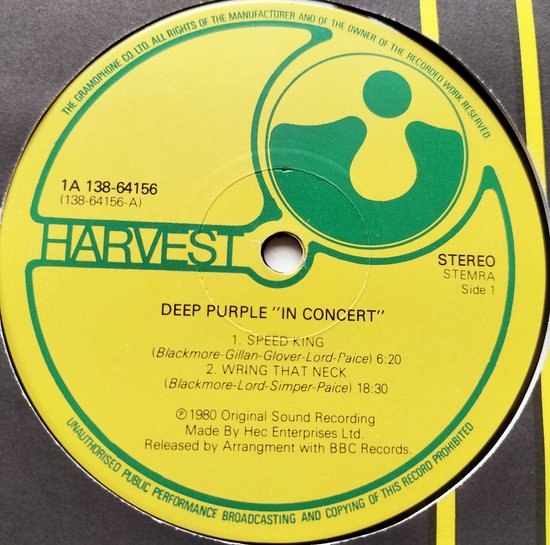 THE GRAMOPHONE CO. LTD. ALL RIGHTS OF THE MANUFACTURER AND OF THE OWNER OF THE RECORDED WORK RESERVED.
1A 138-64156
(138-64156-A)
HARVEST
STEREO
STEMRA
Side 1
DEEP PURPLE "IN CONCERT"
1. SPEED KING
(Blackmore-Gillan-Glover-Lord-Paice) 6:20
2. WRING THAT NECK
(Blackmore-Lord-Simper-Paice) 18:30
℗ 1980 Original Sound Recording
Made By Hec Enterprises Ltd.
Released by Arrangment with BBC Records.
UNAUTHORISED PUBLIC PERFORMANCE BROADCASTING AND COPYING OF THIS RECORD PROHIBITED